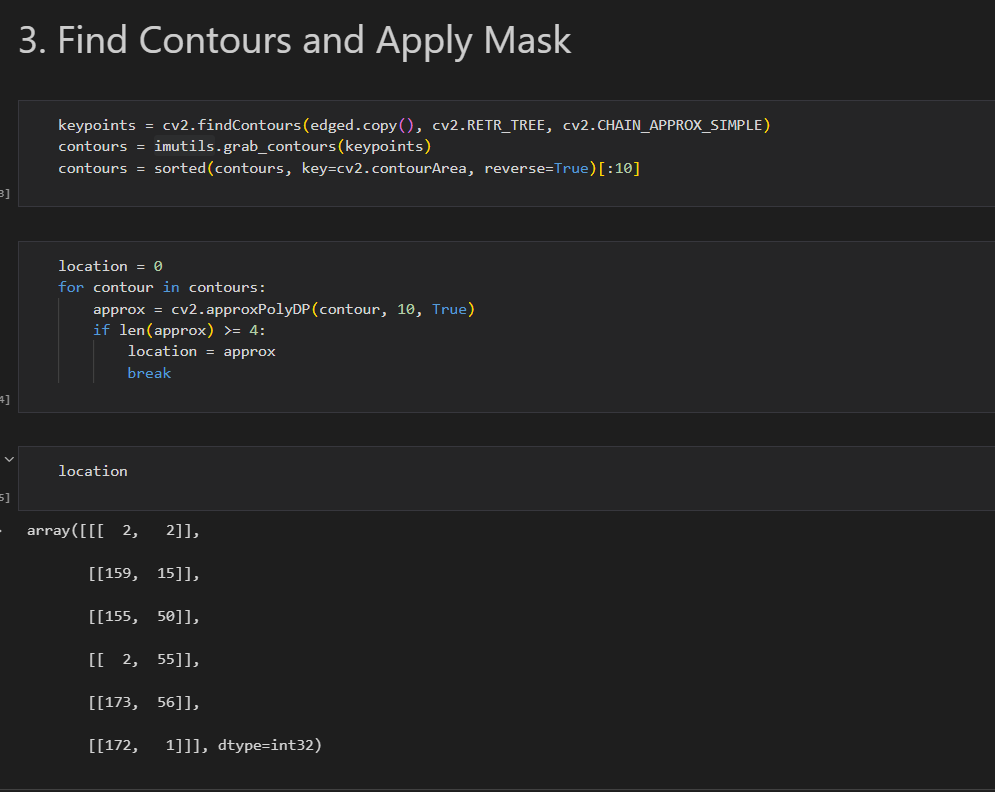 3. Find Contours and Apply Mask
keypoints = cv2.findContours(edged.copy(), cv2.RETR_TREE, cv2.CHAIN_APPROX_SIMPLE)
contours = imutils.grab_contours(keypoints)
contours = sorted(contours, key=cv2.contourArea, reverse=True)[:10]
3]
location = 0
for contour in contours:
    approx = cv2.approxPolyDP(contour, 10, True)
    if len(approx) >= 4:
        location = approx
        break
4]
location
5]
array([[[  2,   2]],
       [[159,  15]],
       [[155,  50]],
       [[  2,  55]],
       [[173,  56]],
       [[172,   1]]], dtype=int32)